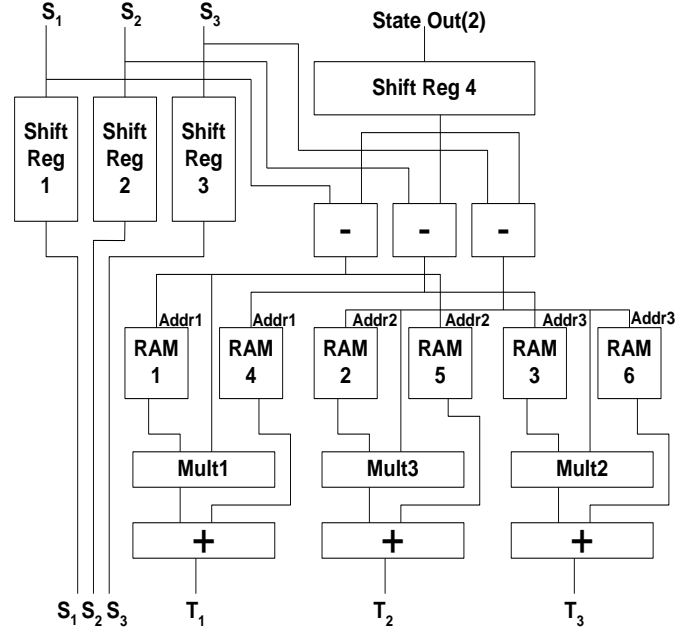 S1 S2 S3 State Out(2)
Shift Reg 4
Shift Reg 1
Shift Reg 2
Shift Reg 3
- - -
Addr1 Addr1 Addr2 Addr2 Addr3 Addr3
RAM 1
RAM 4
RAM 2
RAM 5
RAM 3
RAM 6
Mult1 Mult3 Mult2
+ + +
S1 S2 S3 T1 T2 T3